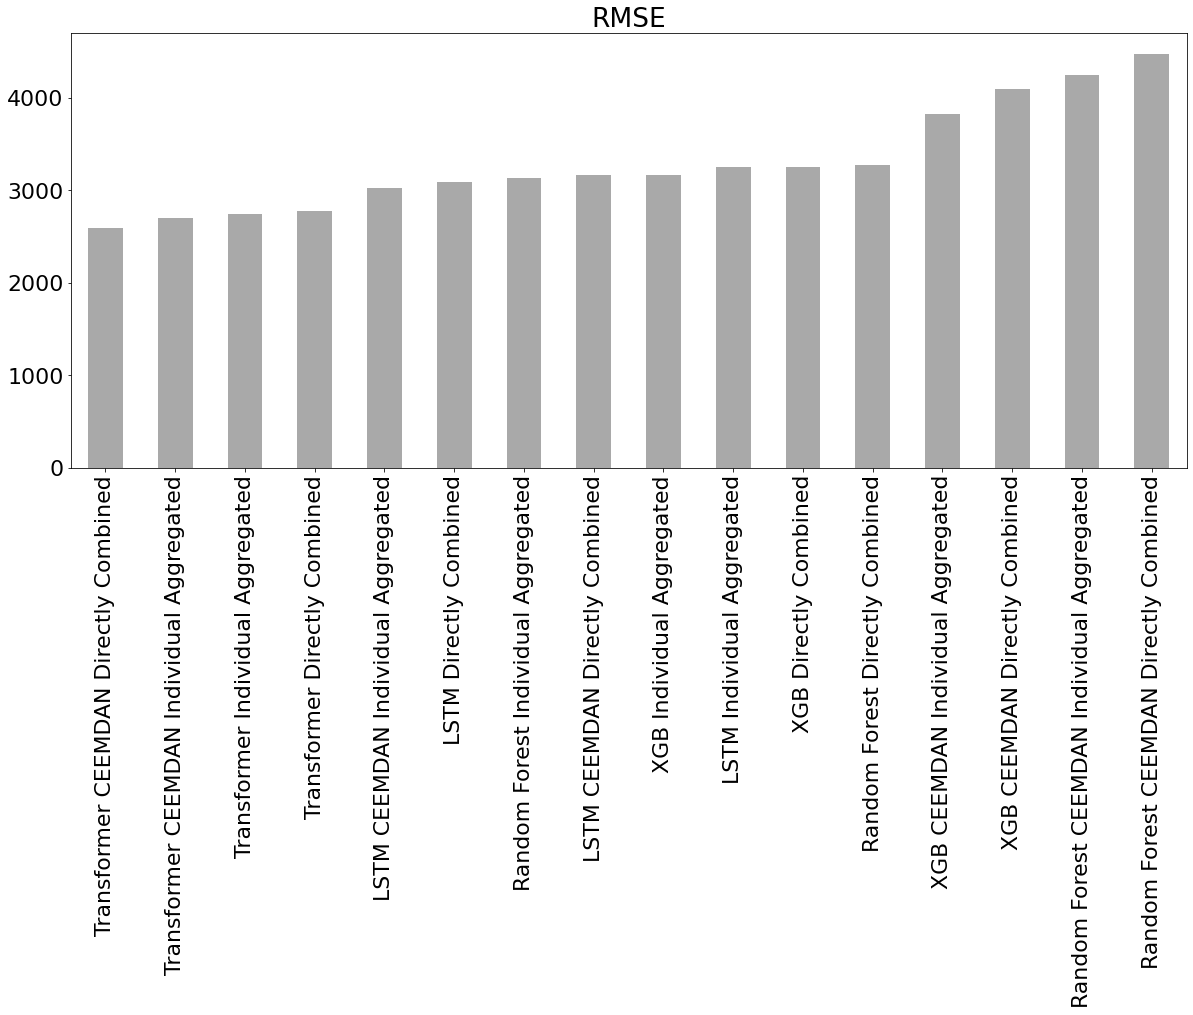 RMSE
4000
3000
2000
1000
0
Transformer CEEMDAN Directly Combined
Transformer CEEMDAN Individual Aggregated
Transformer Individual Aggregated
Transformer Directly Combined
LSTM CEEMDAN Individual Aggregated
LSTM Directly Combined
Random Forest Individual Aggregated
LSTM CEEMDAN Directly Combined
XGB Individual Aggregated
LSTM Individual Aggregated
XGB Directly Combined
Random Forest Directly Combined
XGB CEEMDAN Individual Aggregated
XGB CEEMDAN Directly Combined
Random Forest CEEMDAN Individual Aggregated
Random Forest CEEMDAN Directly Combined